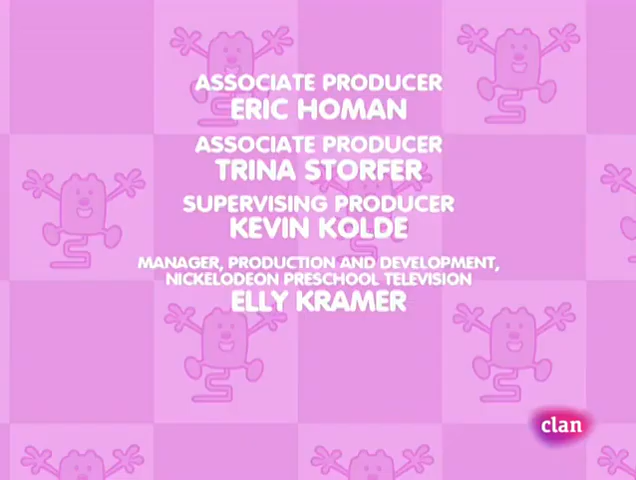 ASSOCIATE PRODUCER
ERIC HOMAN
ASSOCIATE PRODUCER
TRINA STORFER
SUPERVISING PRODUCER
KEVIN KOLDE
MANAGER, PRODUCTION AND DEVELOPMENT,
NICKELODEON PRESCHOOL TELEVISION
ELLY KRAMER
clan